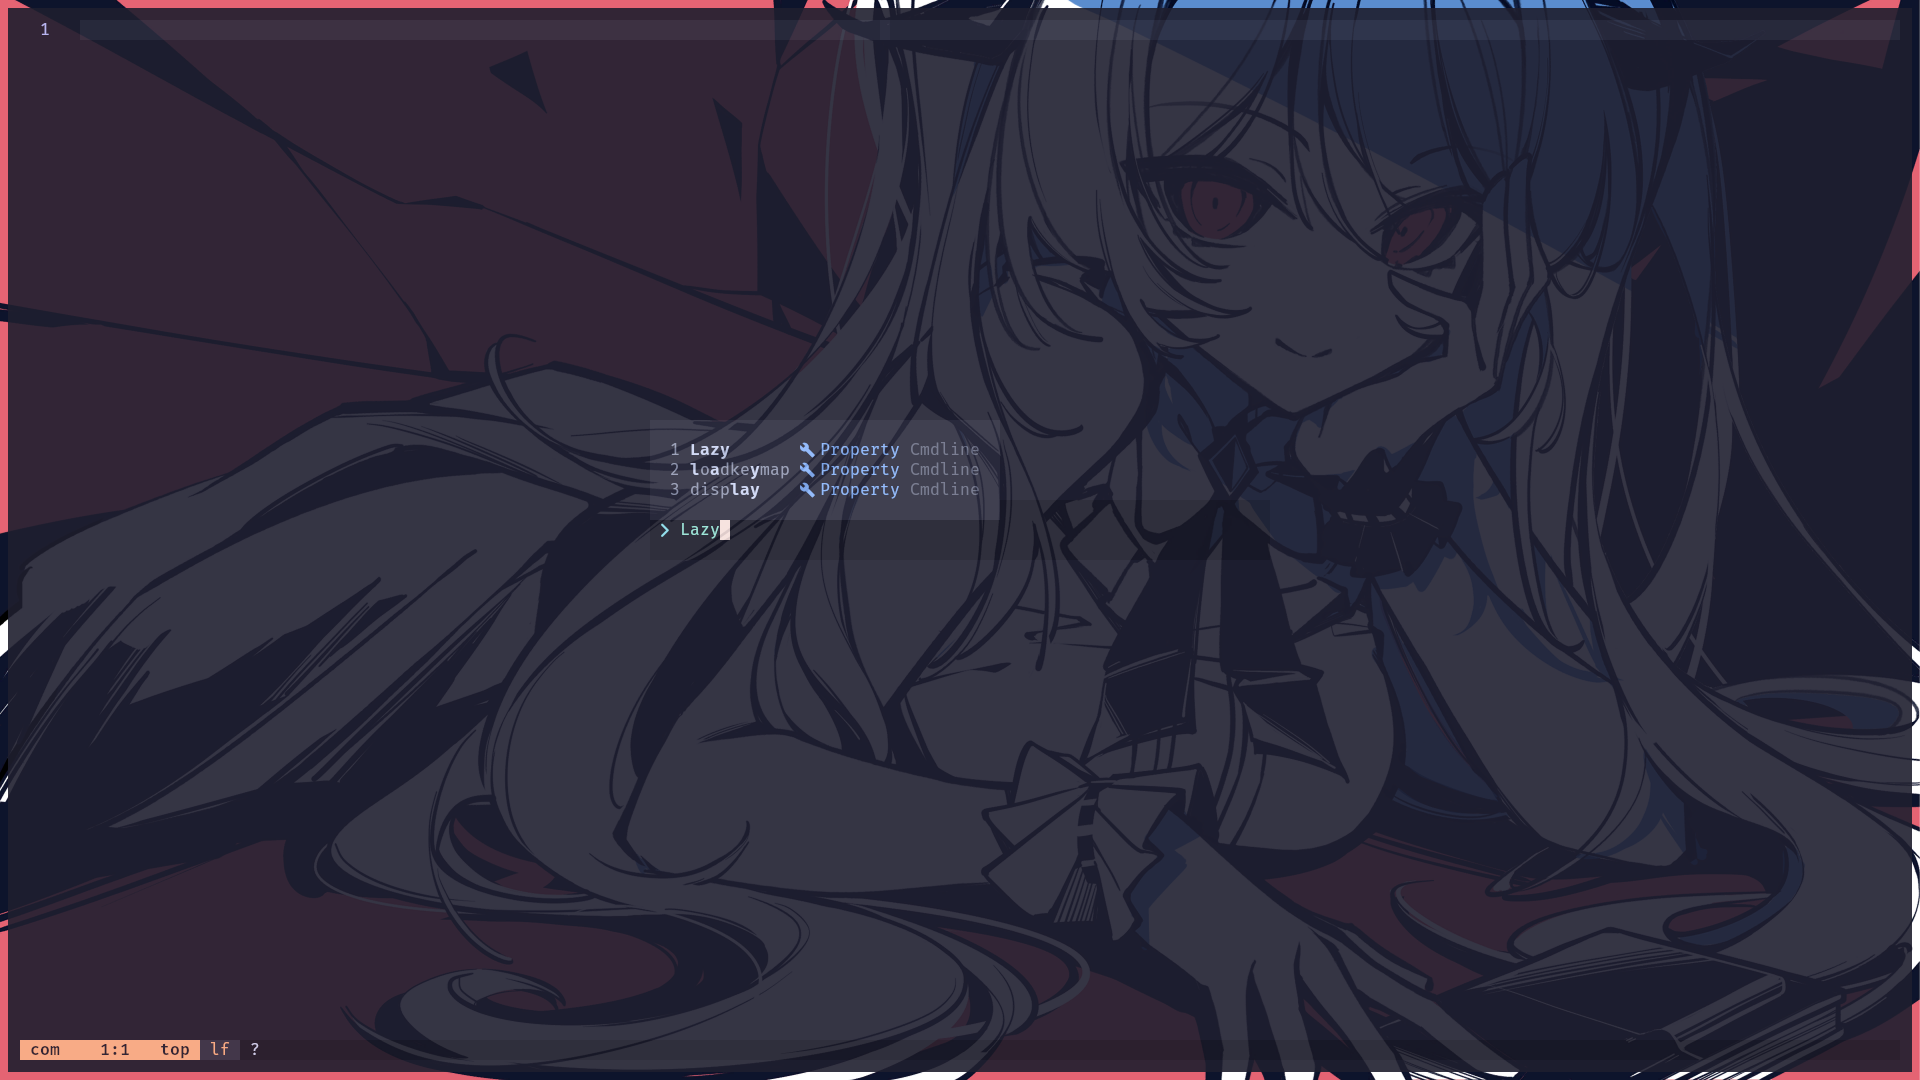 1
1 Lazy Property Cmdline
2 loadkeymap Property Cmdline
3 display Property Cmdline
❯ Lazy
com 1:1 top lf ?